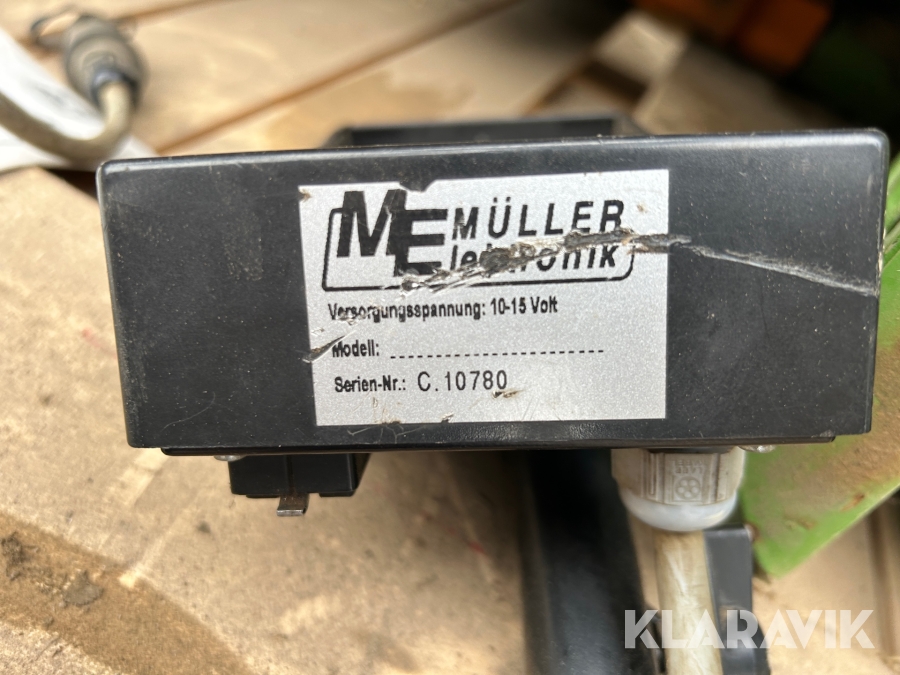 ME MÜLLER
Elektronik
Versorgungsspannung: 10-15 Volt
Modell:
Serien-Nr.: C.10780
KLARAVIK